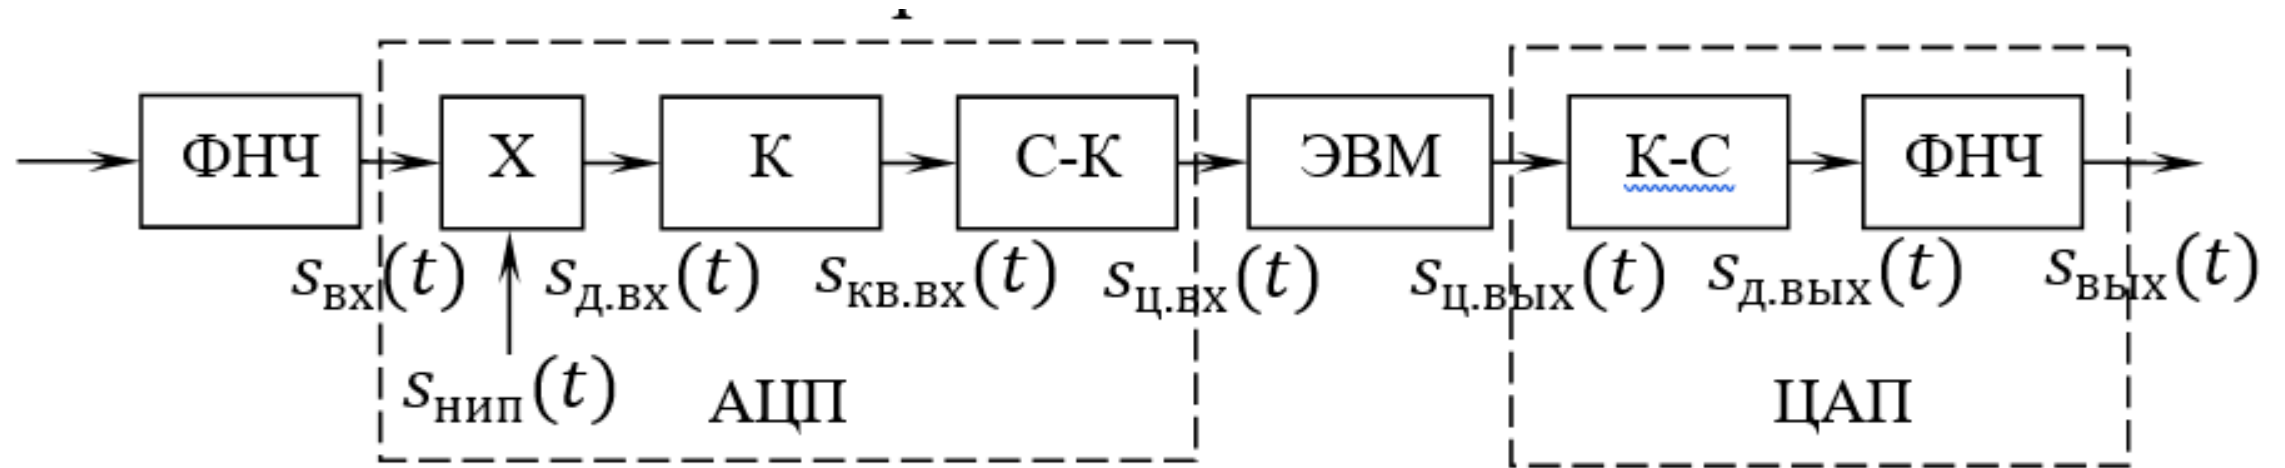 ФНЧ X К С-К ЭВМ К-С ФНЧ
sвх(t) sд.вх(t) sкв.вх(t) sц.вх(t) sц.вых(t) sд.вых(t) sвых(t)
sнип(t) АЦП ЦАП